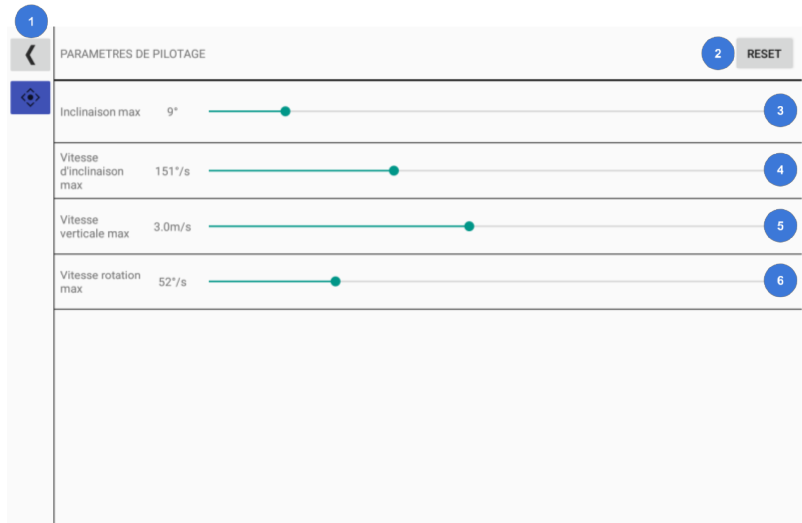 1
❮
PARAMETRES DE PILOTAGE
2
RESET
Inclinaison max
9°
3
Vitesse
d'inclinaison
max
151°/s
4
Vitesse
verticale max
3.0m/s
5
Vitesse rotation
max
52°/s
6